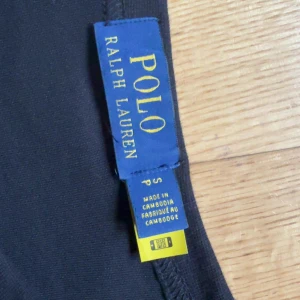 POLO
RALPH LAUREN
S
P
MADE IN
CAMBODIA
FABRIQUÉ AU
CAMBODGE